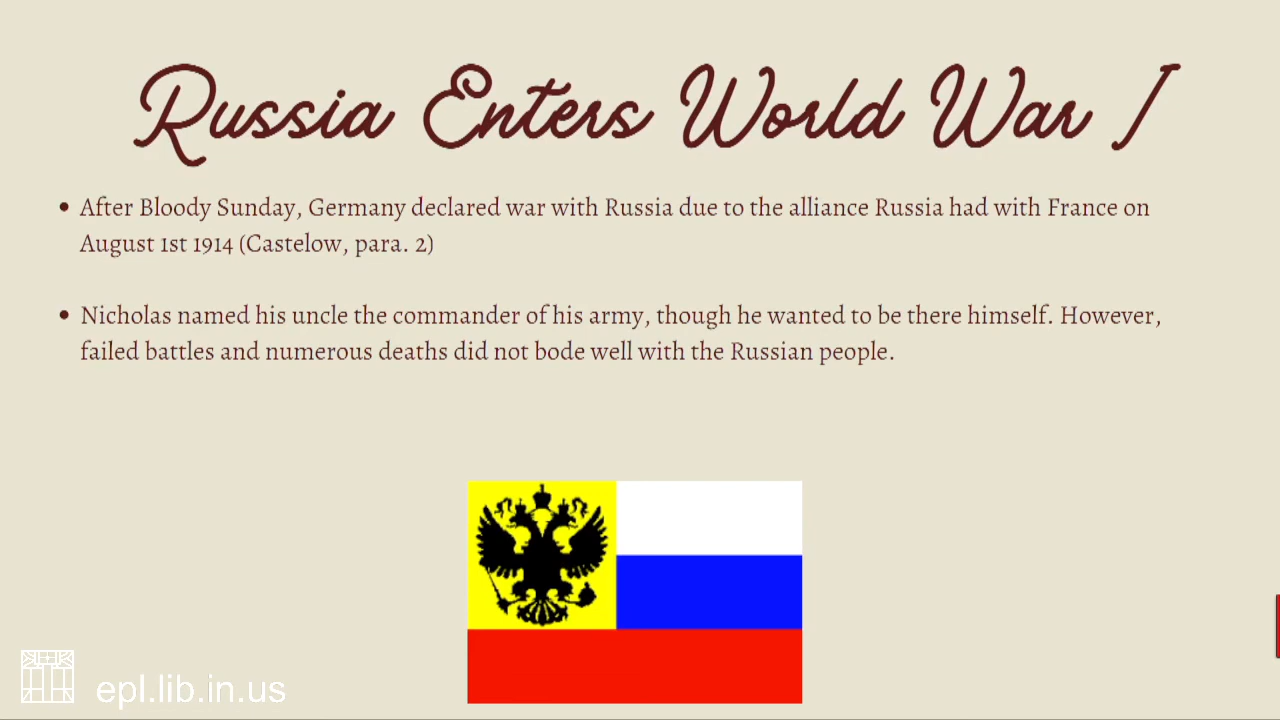 Russia Enters World War I
• After Bloody Sunday, Germany declared war with Russia due to the alliance Russia had with France on
August 1st 1914 (Castelow, para. 2)
• Nicholas named his uncle the commander of his army, though he wanted to be there himself. However,
failed battles and numerous deaths did not bode well with the Russian people.
epl.lib.in.us